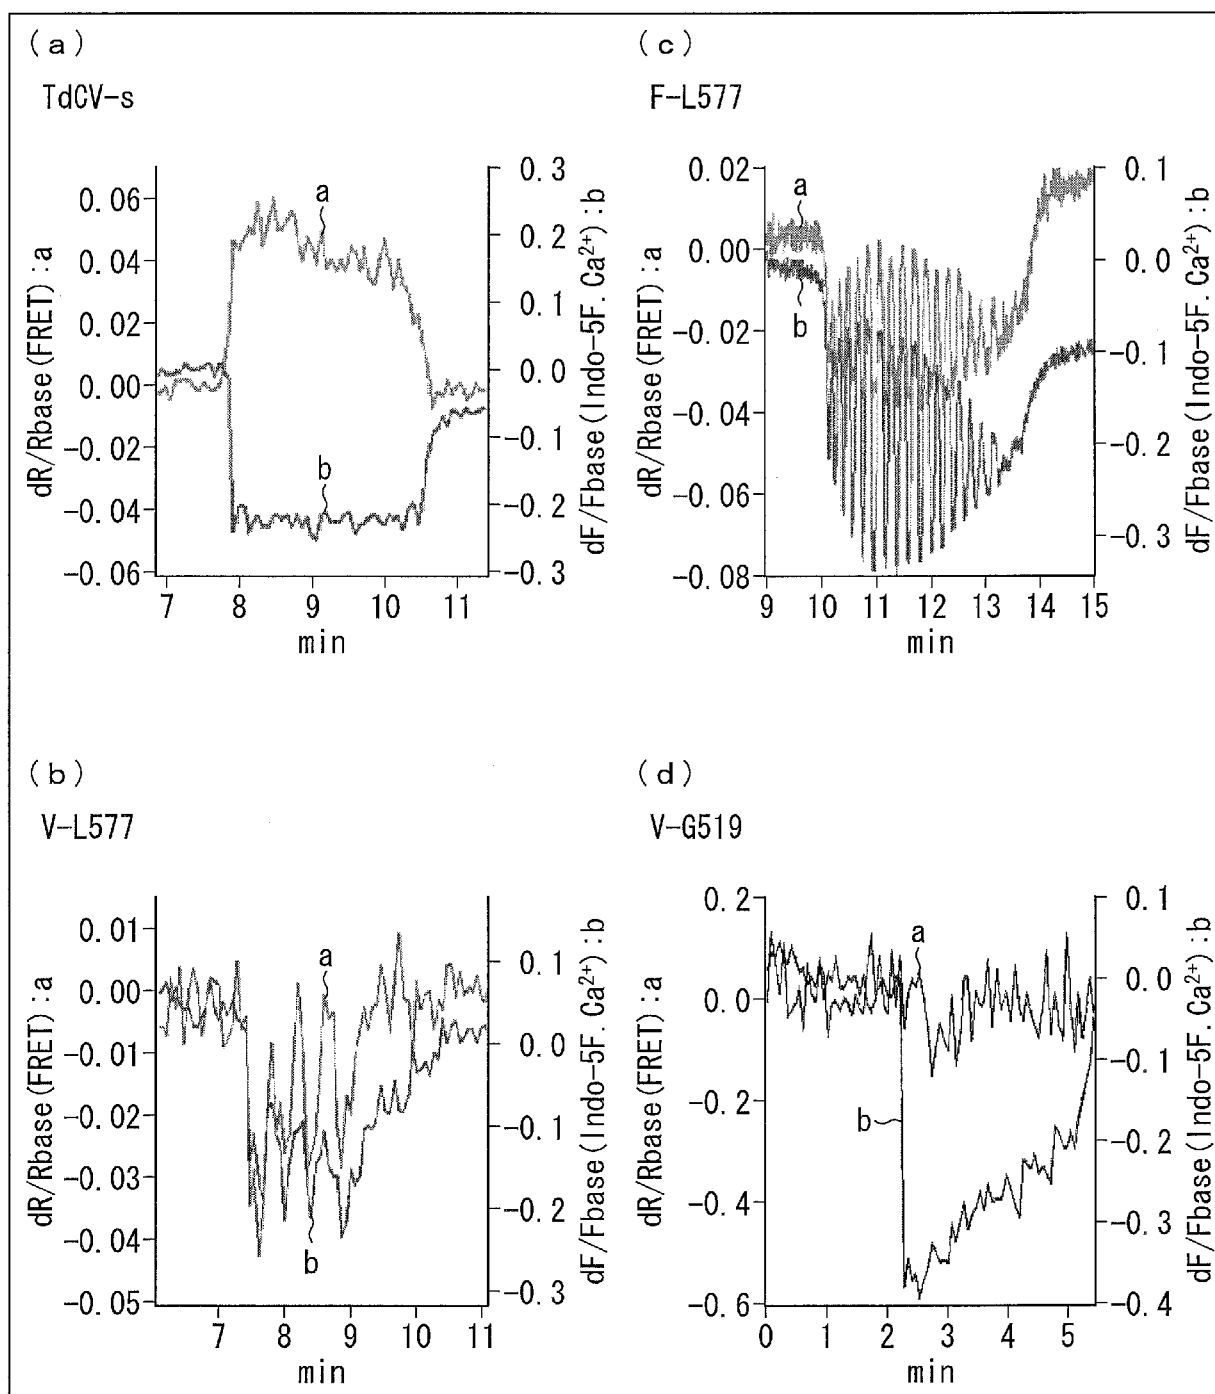 (a)
TdCV-s
dR/Rbase(FRET):a
0.06
0.04
0.02
0.00
-0.02
-0.04
-0.06
0.3
0.2
0.1
0.0
-0.1
-0.2
-0.3
dF/Fbase(Indo-5F.Ca²⁺):b
a
b
7 8 9 10 11
min
(c)
F-L577
dR/Rbase(FRET):a
0.02
0.00
-0.02
-0.04
-0.06
-0.08
0.1
0.0
-0.1
-0.2
-0.3
dF/Fbase(Indo-5F.Ca²⁺):b
a
b
9 10 11 12 13 14 15
min
(b)
V-L577
dR/Rbase(FRET):a
0.01
0.00
-0.01
-0.02
-0.03
-0.04
-0.05
0.1
0.0
-0.1
-0.2
-0.3
dF/Fbase(Indo-5F.Ca²⁺):b
a
b
7 8 9 10 11
min
(d)
V-G519
dR/Rbase(FRET):a
0.2
0.0
-0.2
-0.4
-0.6
0.1
0.0
-0.1
-0.2
-0.3
-0.4
dF/Fbase(Indo-5F.Ca²⁺):b
a
b
0 1 2 3 4 5
min